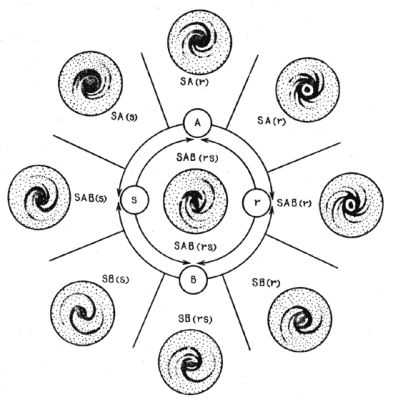 SA(r)
SA(s)
SA(r)
A
SAB(rs)
SAB(s)
S
r
SAB(r)
SAB(rs)
B
SB(s)
SB(r)
SB(rs)